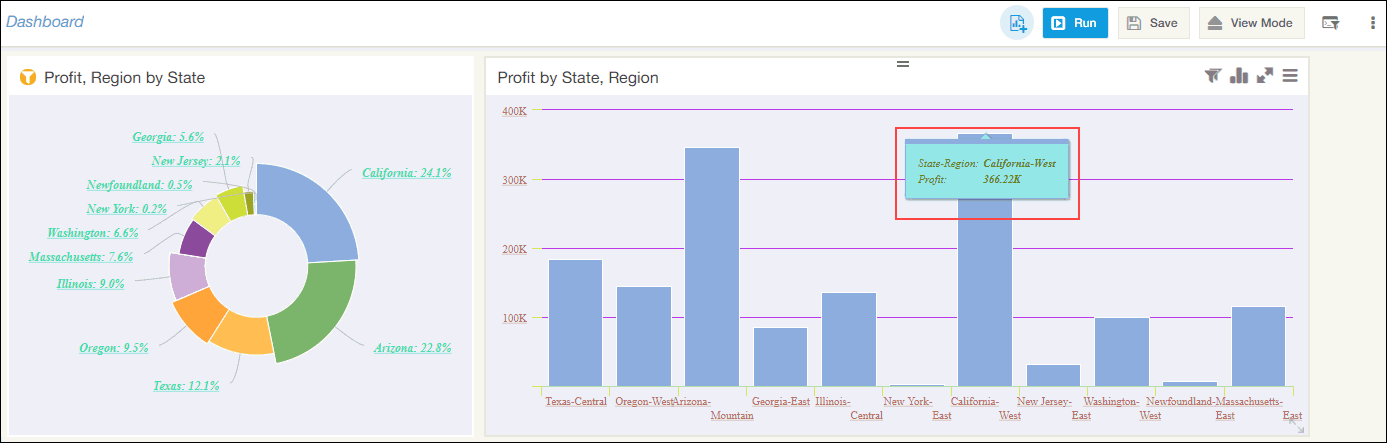 Dashboard
Run
Save
View Mode
Profit, Region by State
Georgia: 5.6%
New Jersey: 2.1%
Newfoundland: 0.5%
New York: 0.2%
Washington: 6.6%
Massachusetts: 7.6%
Illinois: 9.0%
Oregon: 9.5%
Texas: 12.1%
California: 24.1%
Arizona: 22.8%
Profit by State, Region
400K
300K
200K
100K
State-Region: California-West
Profit: 366.22K
Texas-Central
Oregon-West
Arizona-
Mountain
Georgia-East
Illinois-
Central
New York-
East
California-
West
New Jersey-
East
Washington-
West
Newfoundland-
East
Massachusetts-
East